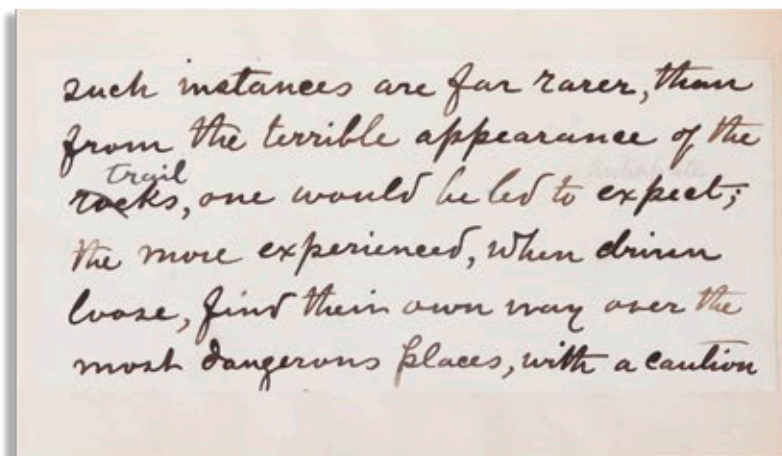 such instances are far rarer, than
from the terrible appearance of the
trail
rocks, one would be led to expect;
the more experienced, when driven
loose, find their own way over the
most dangerous places, with a caution